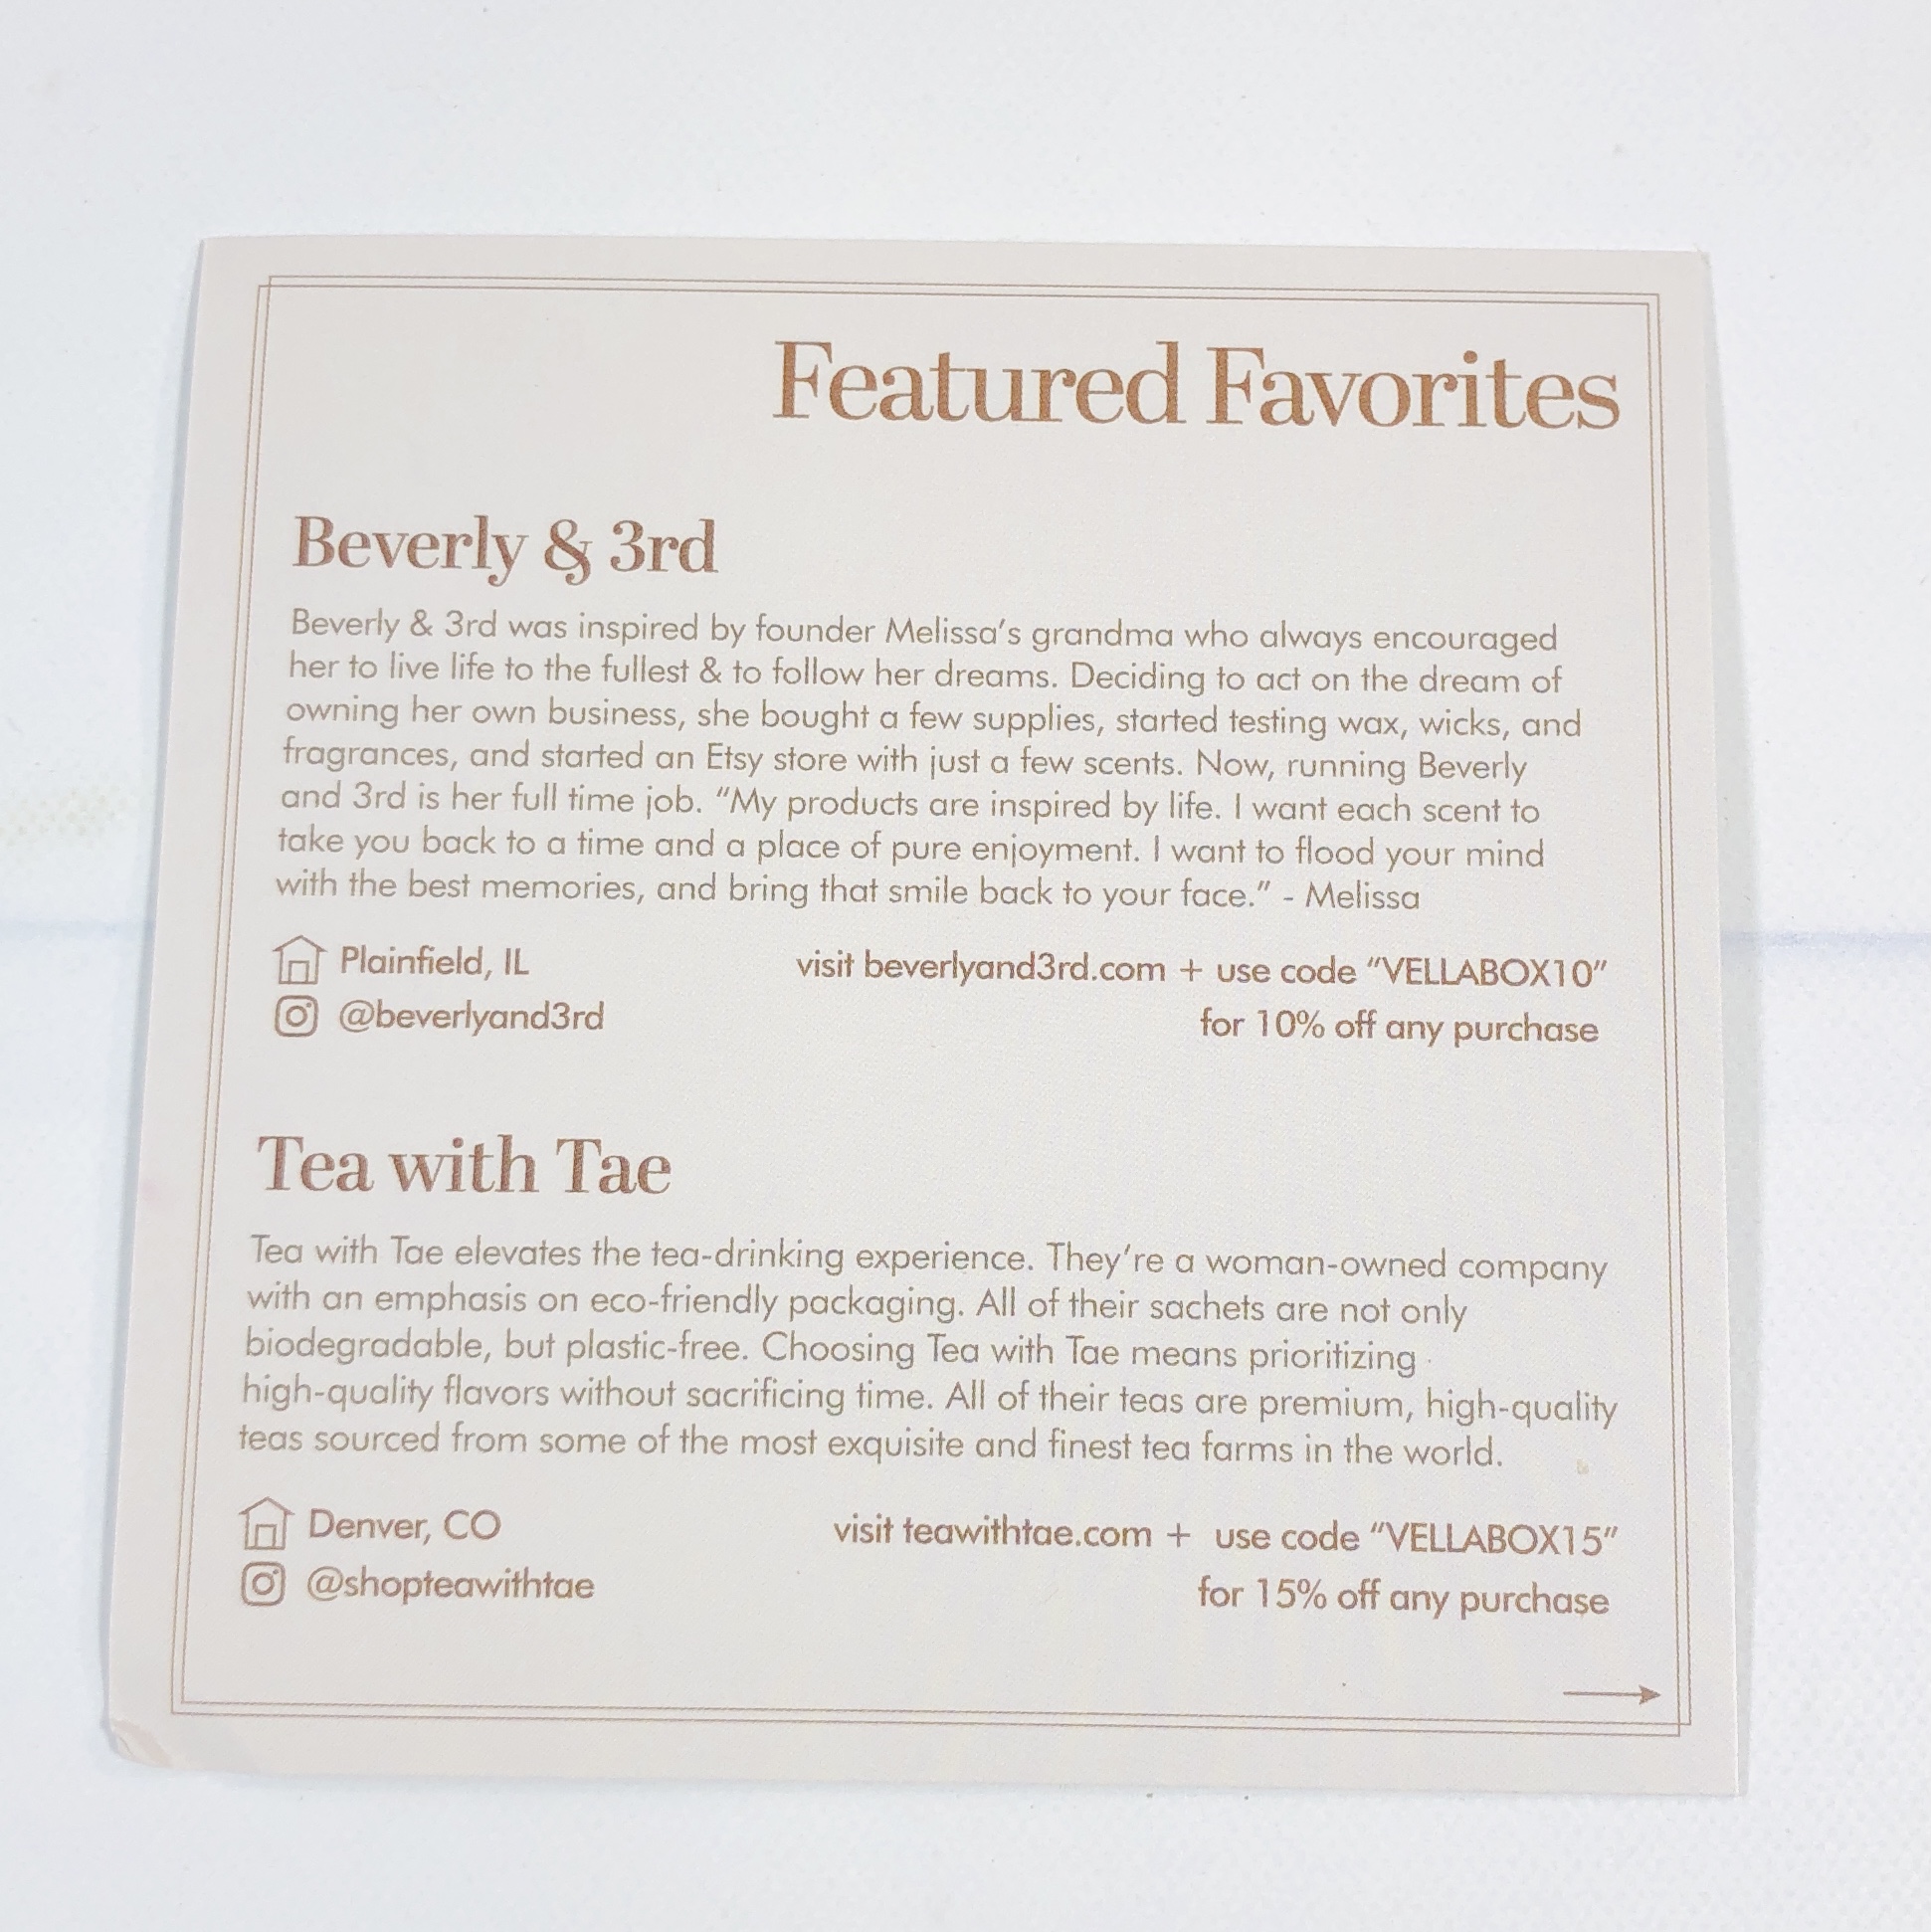 Featured Favorites
Beverly & 3rd
Beverly & 3rd was inspired by founder Melissa's grandma who always encouraged
her to live life to the fullest & to follow her dreams. Deciding to act on the dream of
owning her own business, she bought a few supplies, started testing wax, wicks, and
fragrances, and started an Etsy store with just a few scents. Now, running Beverly
and 3rd is her full time job. "My products are inspired by life. I want each scent to
take you back to a time and a place of pure enjoyment. I want to flood your mind
with the best memories, and bring that smile back to your face." - Melissa
Plainfield, IL
@beverlyand3rd
visit beverlyand3rd.com + use code "VELLABOX10"
for 10% off any purchase
Tea with Tae
Tea with Tae elevates the tea-drinking experience. They're a woman-owned company
with an emphasis on eco-friendly packaging. All of their sachets are not only
biodegradable, but plastic-free. Choosing Tea with Tae means prioritizing
high-quality flavors without sacrificing time. All of their teas are premium, high-quality
teas sourced from some of the most exquisite and finest tea farms in the world.
Denver, CO
@shopteawithtae
visit teawithtae.com + use code "VELLABOX15"
for 15% off any purchase